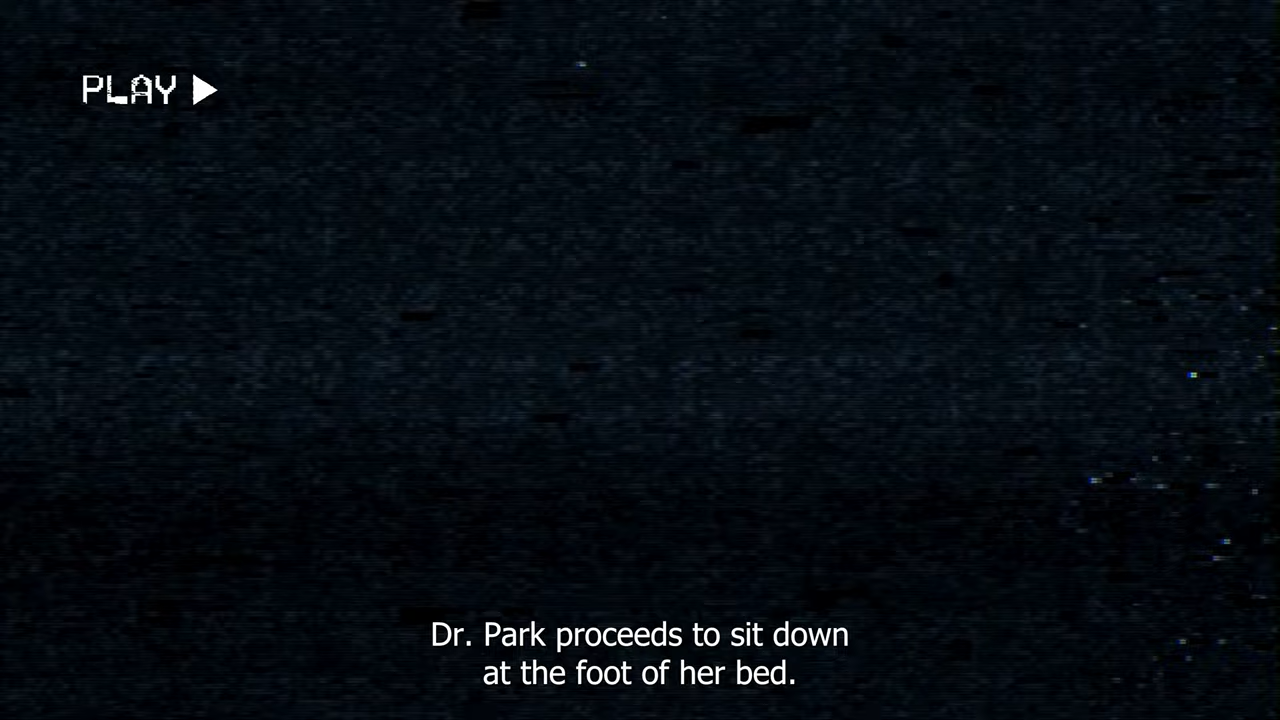 PLAY
Dr. Park proceeds to sit down
at the foot of her bed.